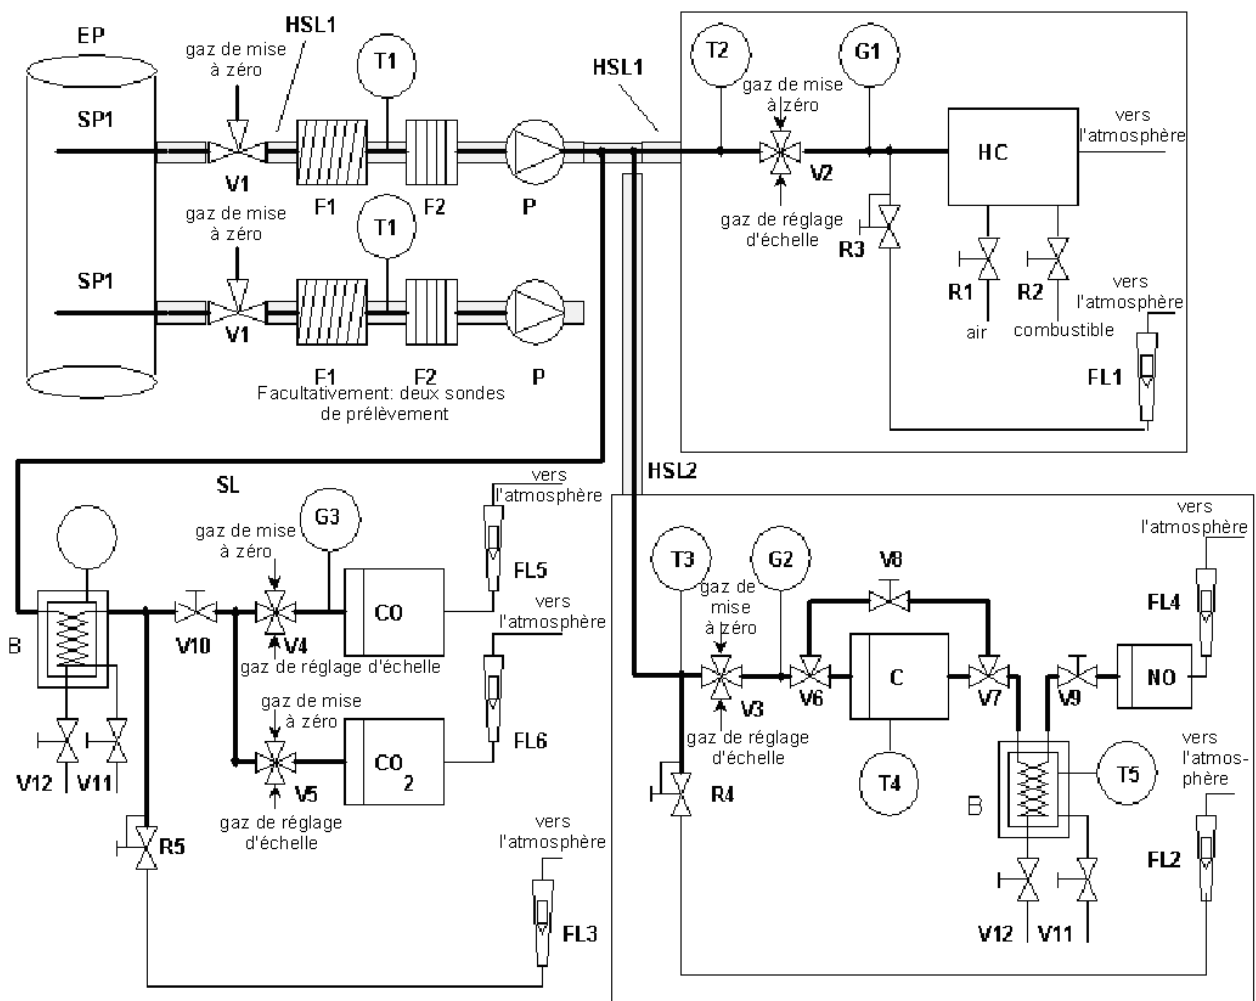 EP
HSL1
gaz de mise
à zéro
T1
SP1
V1
F1
F2
P
gaz de mise
à zéro
T1
SP1
V1
F1
F2
P
Facultativement: deux sondes
de prélèvement
HSL1
T2
G1
gaz de mise
à zéro
V2
gaz de réglage
d'échelle
HC
vers
l'atmosphère
R3
R1
R2
air
combustible
vers
l'atmosphère
FL1
SL
HSL2
gaz de mise
à zéro
G3
vers
l'atmosphère
FL5
CO
V10
V4
gaz de réglage d'échelle
B
vers
l'atmosphère
gaz de mise
à zéro
FL6
CO
2
V5
gaz de réglage
d'échelle
V12
V11
R5
vers
l'atmosphère
FL3
T3
G2
gaz de
mise
à zéro
V8
vers
l'atmosphère
FL4
V3
V6
C
V7
V9
NO
gaz de réglage
d'échelle
R4
T4
T5
B
vers
l'atmos-
phère
FL2
V12
V11